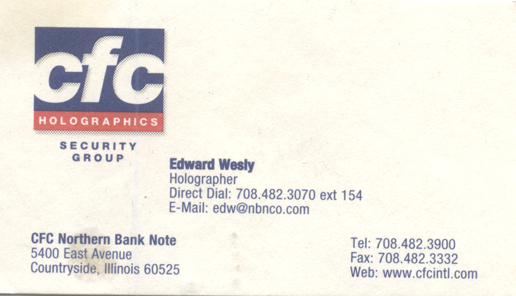 cfc
HOLOGRAPHICS
SECURITY
GROUP
Edward Wesly
Holographer
Direct Dial: 708.482.3070 ext 154
E-Mail: edw@nbnco.com
CFC Northern Bank Note
5400 East Avenue
Countryside, Illinois 60525
Tel: 708.482.3900
Fax: 708.482.3332
Web: www.cfcintl.com